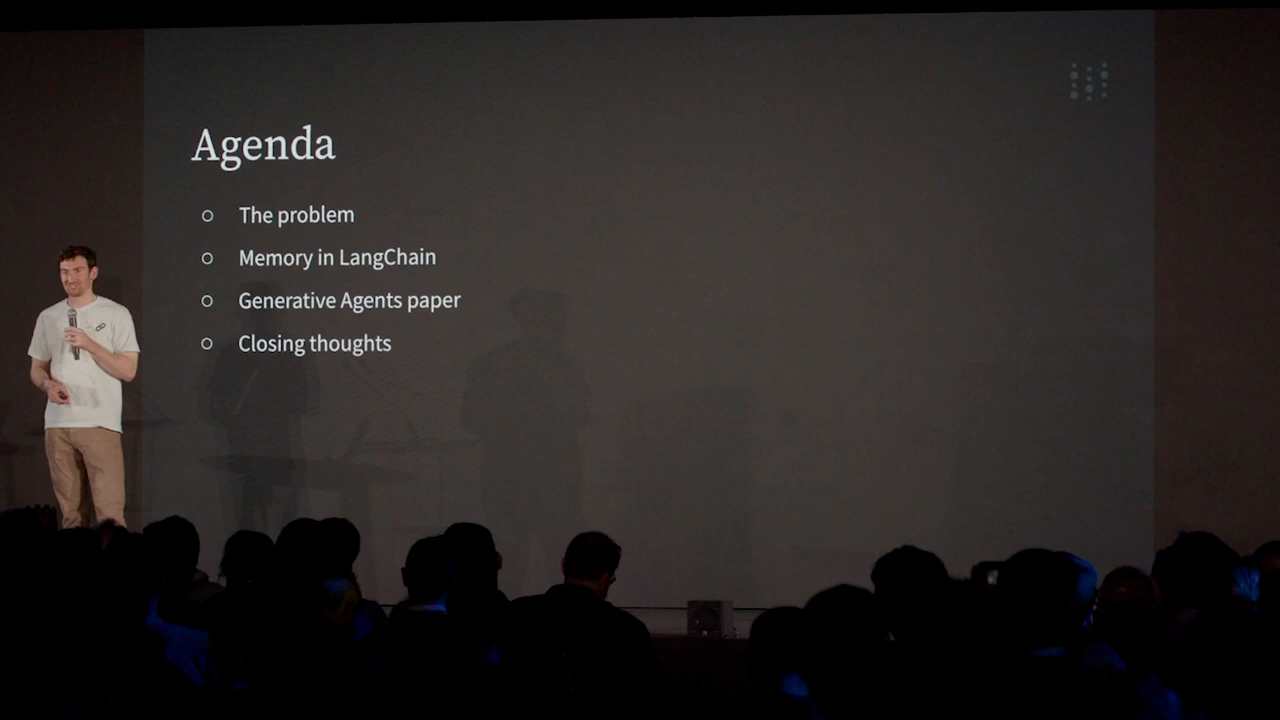 Agenda
The problem
Memory in LangChain
Generative Agents paper
Closing thoughts